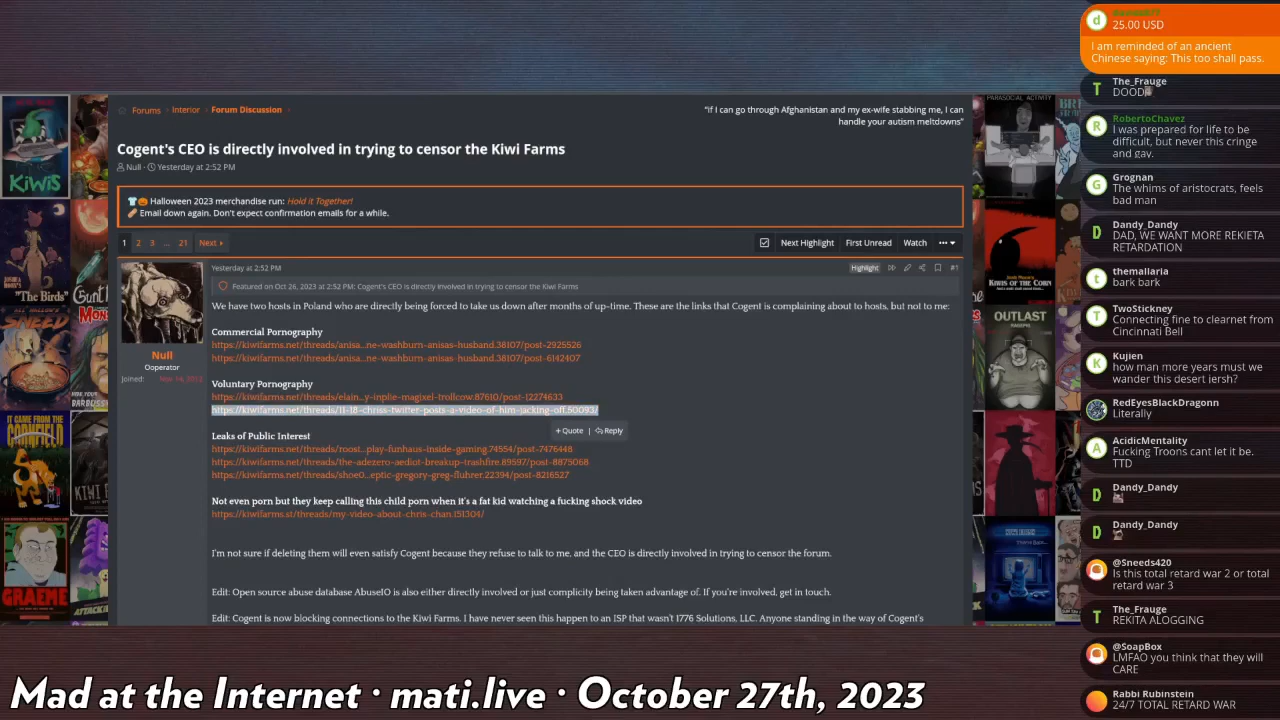 Forums > Interior > Forum Discussion >
"if I can go through Afghanistan and my ex-wife stabbing me, I can
handle your autism meltdowns"
Cogent's CEO is directly involved in trying to censor the Kiwi Farms
Null · Yesterday at 2:52 PM
Halloween 2023 merchandise run: Hold it Together!
Email down again. Don't expect confirmation emails for a while.
1 2 3 ... 21 Next
Next Highlight First Unread Watch •••
Yesterday at 2:52 PM
Highlight #1
Featured on Oct 26, 2023 at 2:52 PM: Cogent's CEO is directly involved in trying to censor the Kiwi Farms
We have two hosts in Poland who are directly being forced to take us down after months of up-time. These are the links that Cogent is complaining about to hosts, but not to me:
Commercial Pornography
https://kiwifarms.net/threads/anisa...ne-washburn-anisas-husband.38107/post-2925526
https://kiwifarms.net/threads/anisa...ne-washburn-anisas-husband.38107/post-6142407
Null
Ooperator
Joined:
Voluntary Pornography
https://kiwifarms.net/threads/elain...y-inplie-magixel-trollcow.87610/post-12274633
https://kiwifarms.net/threads/11-18-chriss-twitter-posts-a-video-of-him-jacking-off.50093/
+ Quote | Reply
Leaks of Public Interest
https://kiwifarms.net/threads/roost...play-funhaus-inside-gaming.74554/post-7476448
https://kiwifarms.net/threads/the-adezero-aediot-breakup-trashfire.89597/post-8875068
https://kiwifarms.net/threads/shoe0...eptic-gregory-greg-fluhrer.22394/post-8216527
Not even porn but they keep calling this child porn when it's a fat kid watching a fucking shock video
https://kiwifarms.st/threads/my-video-about-chris-chan.151304/
I'm not sure if deleting them will even satisfy Cogent because they refuse to talk to me, and the CEO is directly involved in trying to censor the forum.
Edit: Open source abuse database AbuseIO is also either directly involved or just complicity being taken advantage of. If you're involved, get in touch.
Edit: Cogent is now blocking connections to the Kiwi Farms. I have never seen this happen to an ISP that wasn't 1776 Solutions, LLC. Anyone standing in the way of Cogent's
KiWiS
"The Birds"
SNEED
IT CAME FROM THE
CORNFIELD
GRAEME
PARASOCIAL ACTIVITY
KIWIS OF THE CORN
OUTLAST
25.00 USD
I am reminded of an ancient
Chinese saying: This too shall pass.
The_Frauge
DOOD
RobertoChavez
I was prepared for life to be
difficult, but never this cringe
and gay.
Grognan
The whims of aristocrats, feels
bad man
Dandy_Dandy
DAD, WE WANT MORE REKIETA
RETARDATION
themallaria
bark bark
TwoStickney
Connecting fine to clearnet from
Cincinnati Bell
Kujien
how man more years must we
wander this desert jersh?
RedEyesBlackDragonn
Literally
AcidicMentality
Fucking Troons cant let it be.
TTD
Dandy_Dandy
Dandy_Dandy
@Sneeds420
Is this total retard war 2 or total
retard war 3
The_Frauge
REKITA ALOGGING
@SoapBox
LMFAO you think that they will
CARE
Rabbi Rubinstein
24/7 TOTAL RETARD WAR
Mad at the Internet · mati.live · October 27th, 2023